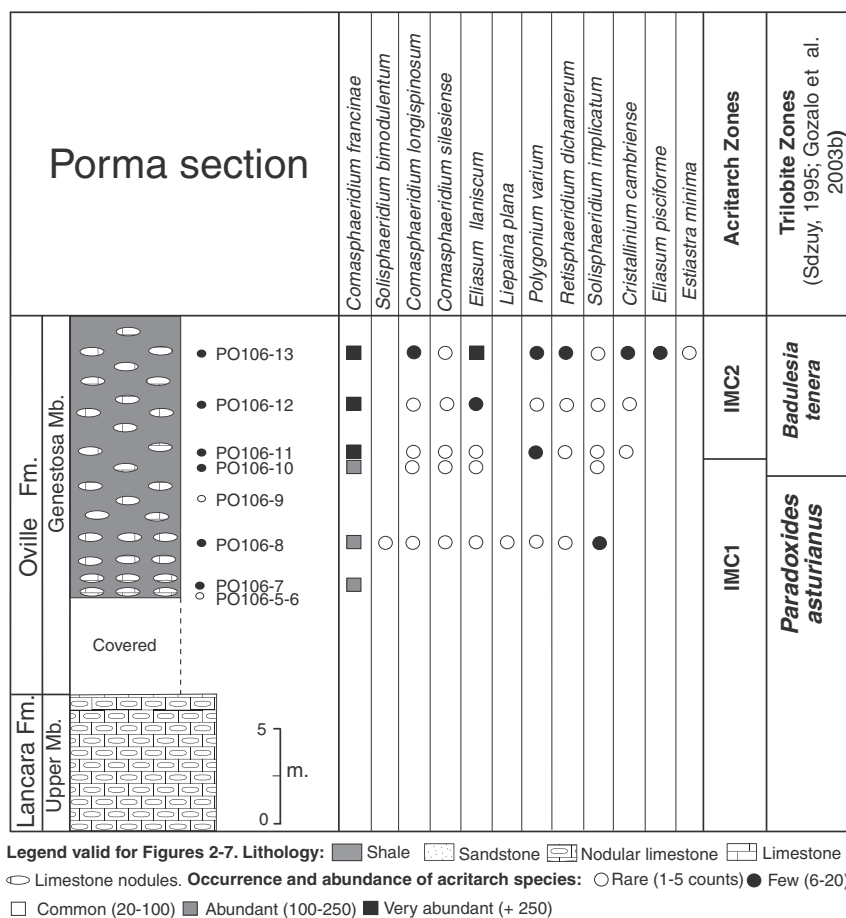 Porma section
Comasphaeridium francinae
Solisphaeridium bimodulentum
Comasphaeridium longispinosum
Comasphaeridium silesiense
Eliasum llaniscum
Liepaina plana
Polygonium varium
Retisphaeridium dichamerum
Solisphaeridium implicatum
Cristallinium cambriense
Eliasum pisciforme
Estiastra minima
Acritarch Zones
Trilobite Zones
(Sdzuy, 1995; Gozalo et al.
2003b)
Oville Fm.
Genestosa Mb.
PO106-13
PO106-12
PO106-11
PO106-10
PO106-9
PO106-8
PO106-7
PO106-5-6
IMC2
IMC1
Badulesia
tenera
Paradoxides
asturianus
Covered
Lancara Fm.
Upper Mb.
5
m.
0
Legend valid for Figures 2-7. Lithology: Shale Sandstone Nodular limestone Limestone
Limestone nodules. Occurrence and abundance of acritarch species: Rare (1-5 counts) Few (6-20)
Common (20-100) Abundant (100-250) Very abundant (+ 250)